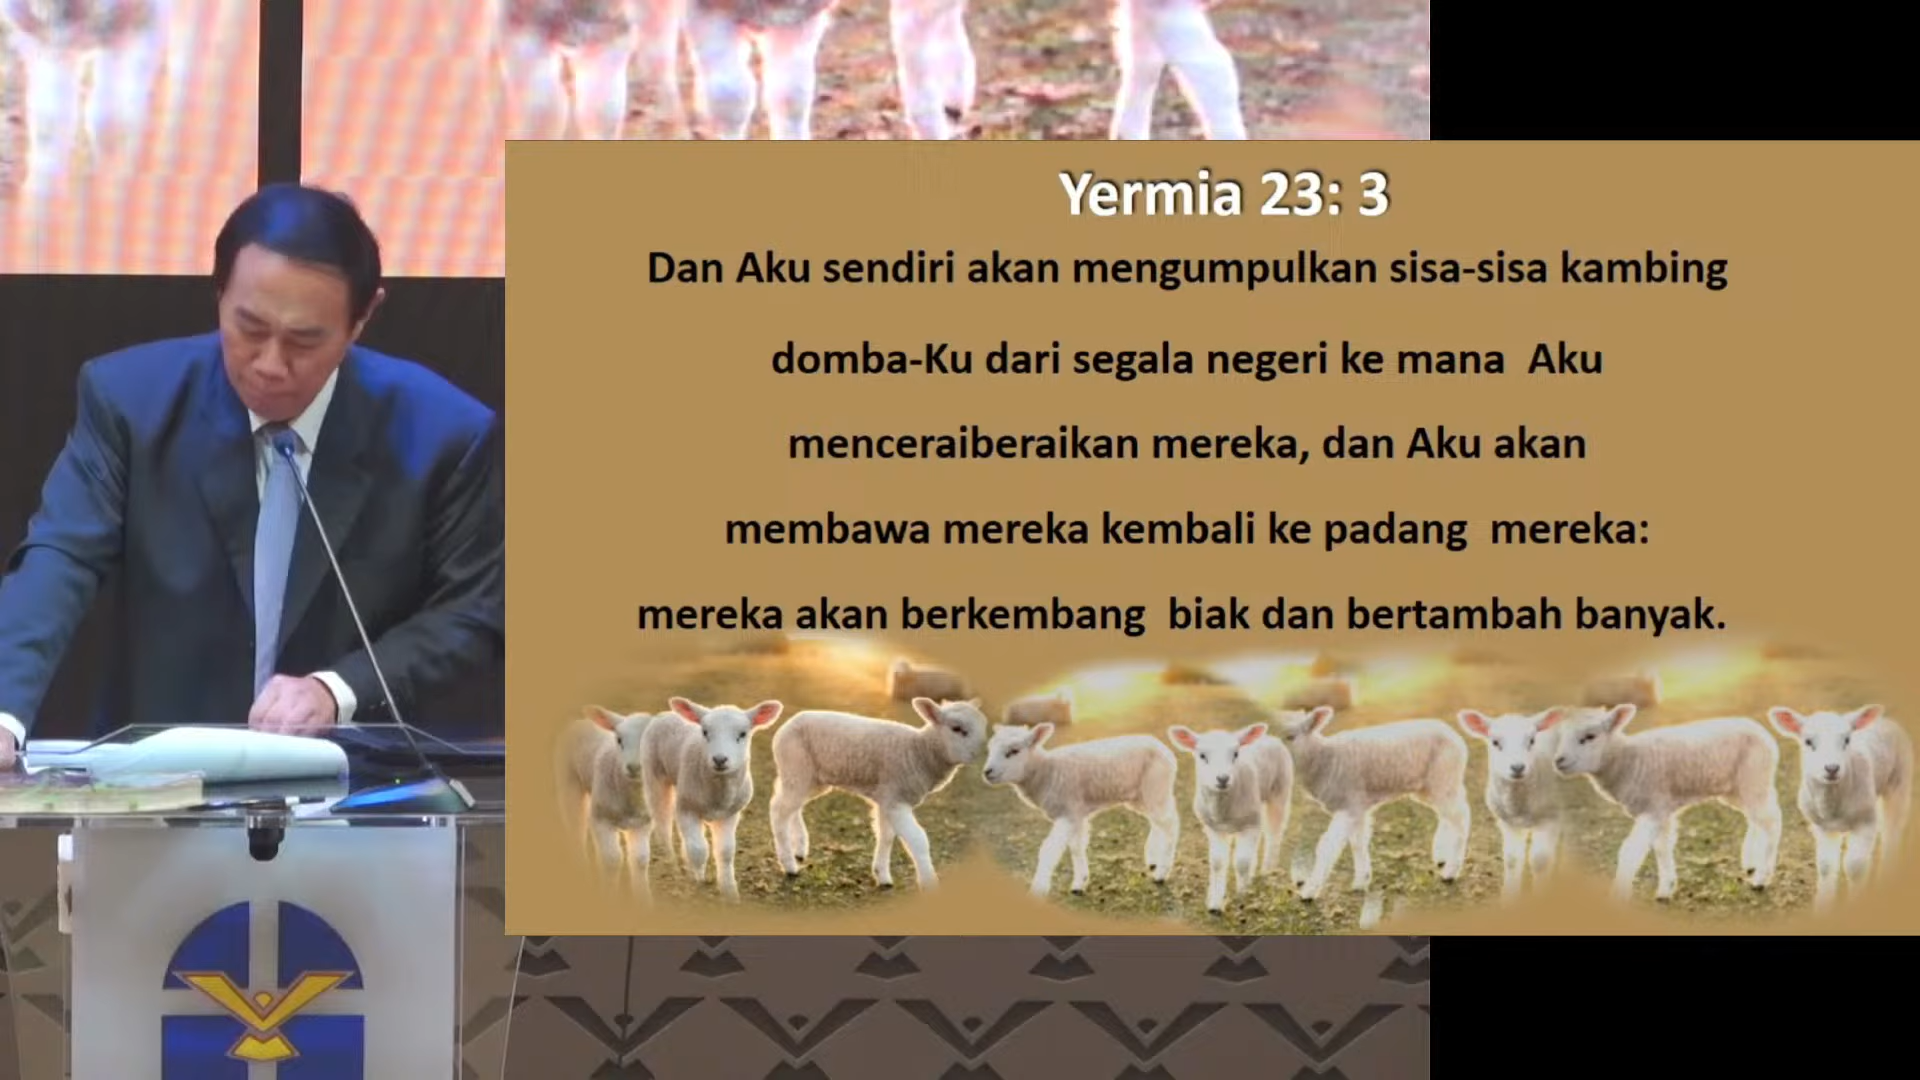 Yermia 23: 3
Dan Aku sendiri akan mengumpulkan sisa-sisa kambing
domba-Ku dari segala negeri ke mana Aku
menceraiberaikan mereka, dan Aku akan
membawa mereka kembali ke padang mereka:
mereka akan berkembang biak dan bertambah banyak.